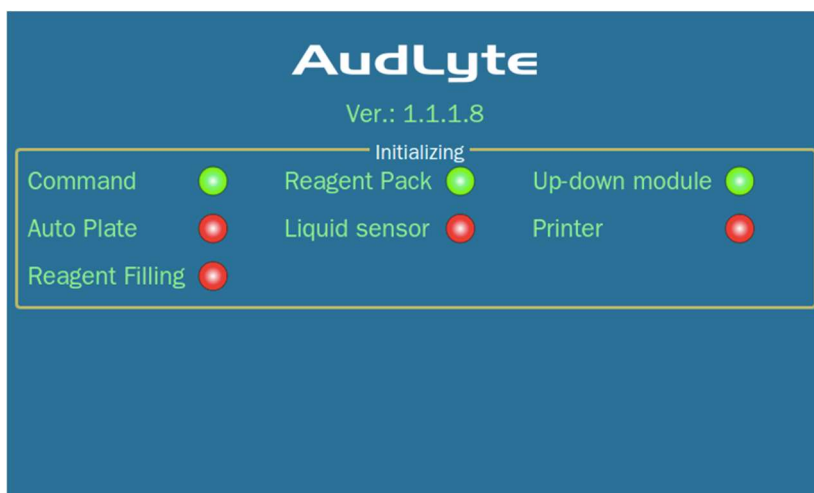 AudLyte
Ver.: 1.1.1.8
Initializing
Command Reagent Pack Up-down module
Auto Plate Liquid sensor Printer
Reagent Filling